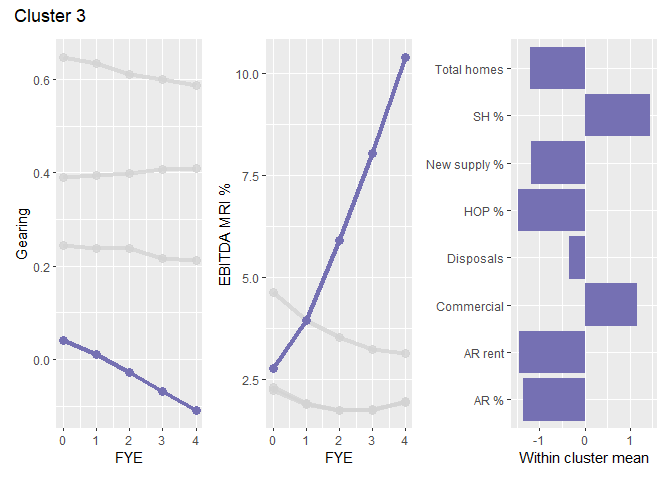 Cluster 3
Gearing
0.6
0.4
0.2
0.0
0 1 2 3 4
FYE
EBITDA MRI %
10.0
7.5
5.0
2.5
0 1 2 3 4
FYE
Total homes
SH %
New supply %
HOP %
Disposals
Commercial
AR rent
AR %
-1 0 1
Within cluster mean